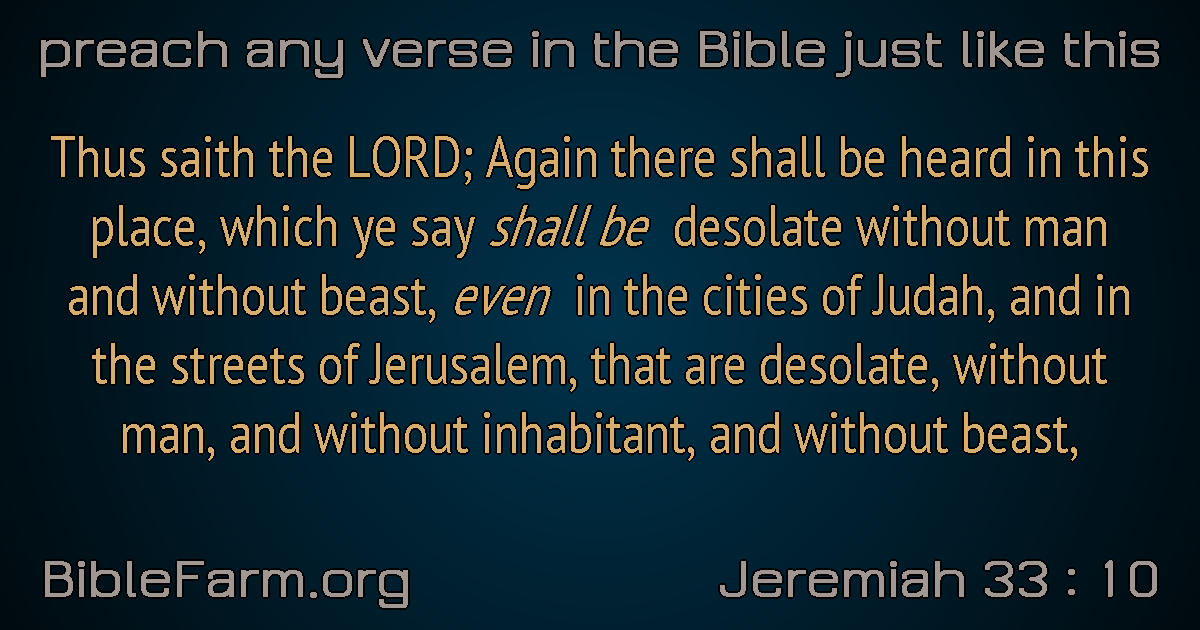 preach any verse in the Bible just like this
Thus saith the LORD; Again there shall be heard in this
place, which ye say shall be desolate without man
and without beast, even in the cities of Judah, and in
the streets of Jerusalem, that are desolate, without
man, and without inhabitant, and without beast,
BibleFarm.org
Jeremiah 33 : 10